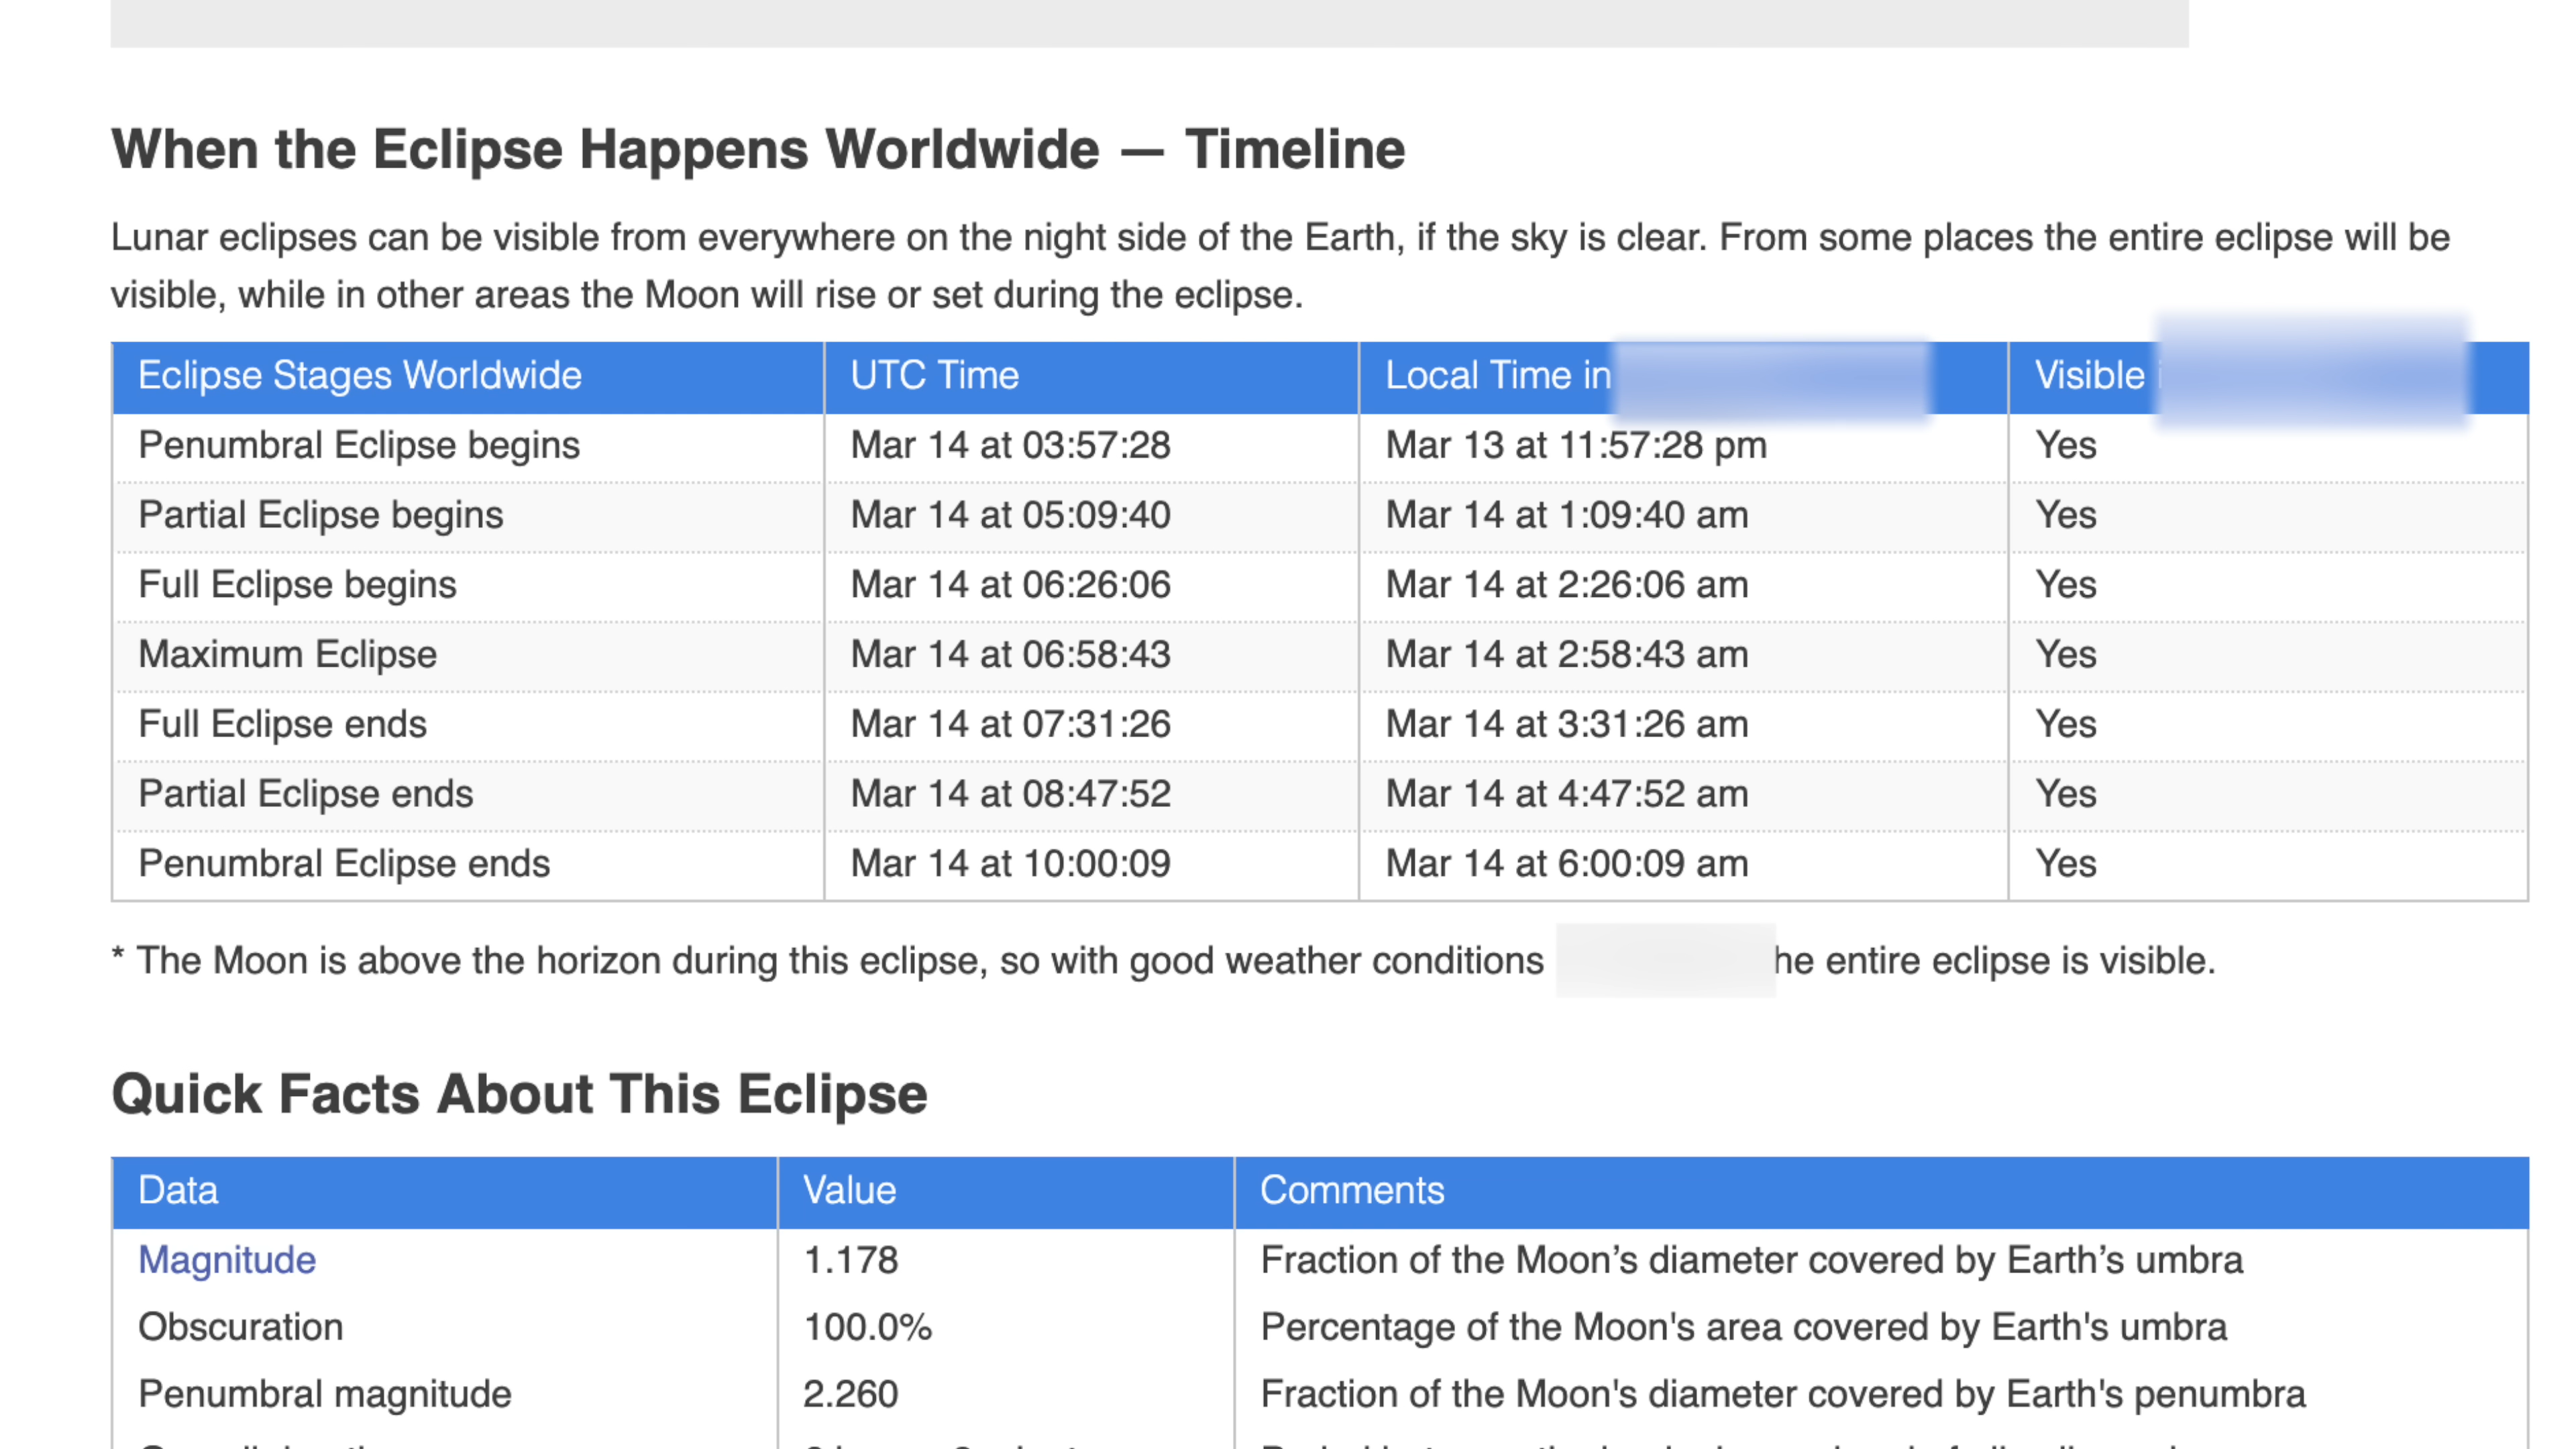 When the Eclipse Happens Worldwide — Timeline
Lunar eclipses can be visible from everywhere on the night side of the Earth, if the sky is clear. From some places the entire eclipse will be
visible, while in other areas the Moon will rise or set during the eclipse.
Eclipse Stages Worldwide UTC Time Local Time in Visible
Penumbral Eclipse begins Mar 14 at 03:57:28 Mar 13 at 11:57:28 pm Yes
Partial Eclipse begins Mar 14 at 05:09:40 Mar 14 at 1:09:40 am Yes
Full Eclipse begins Mar 14 at 06:26:06 Mar 14 at 2:26:06 am Yes
Maximum Eclipse Mar 14 at 06:58:43 Mar 14 at 2:58:43 am Yes
Full Eclipse ends Mar 14 at 07:31:26 Mar 14 at 3:31:26 am Yes
Partial Eclipse ends Mar 14 at 08:47:52 Mar 14 at 4:47:52 am Yes
Penumbral Eclipse ends Mar 14 at 10:00:09 Mar 14 at 6:00:09 am Yes
* The Moon is above the horizon during this eclipse, so with good weather conditions he entire eclipse is visible.
Quick Facts About This Eclipse
Data Value Comments
Magnitude 1.178 Fraction of the Moon’s diameter covered by Earth’s umbra
Obscuration 100.0% Percentage of the Moon's area covered by Earth's umbra
Penumbral magnitude 2.260 Fraction of the Moon's diameter covered by Earth's penumbra